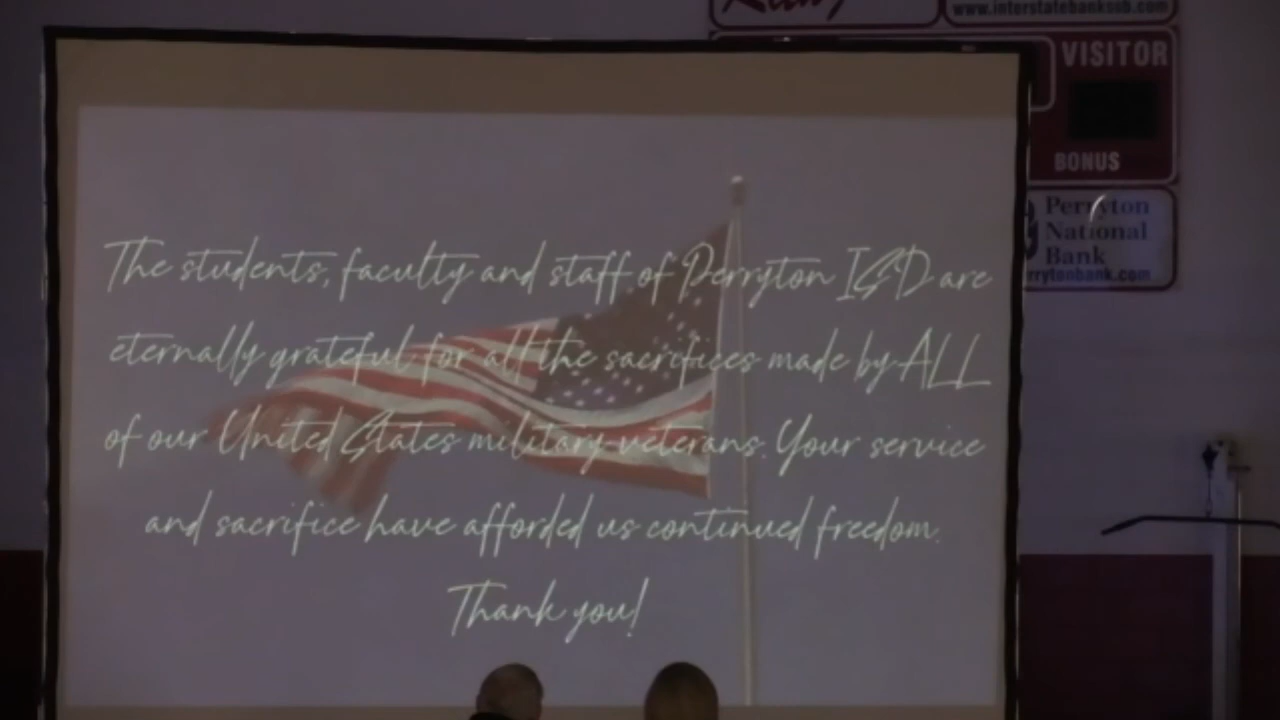 www.interstatebankssb.com
VISITOR
BONUS
Perryton
National
Bank
The students, faculty and staff of Perryton ISD are
eternally grateful for all the sacrifices made by ALL
of our United States military veterans. Your service
and sacrifice have afforded us continued freedom.
Thank you!